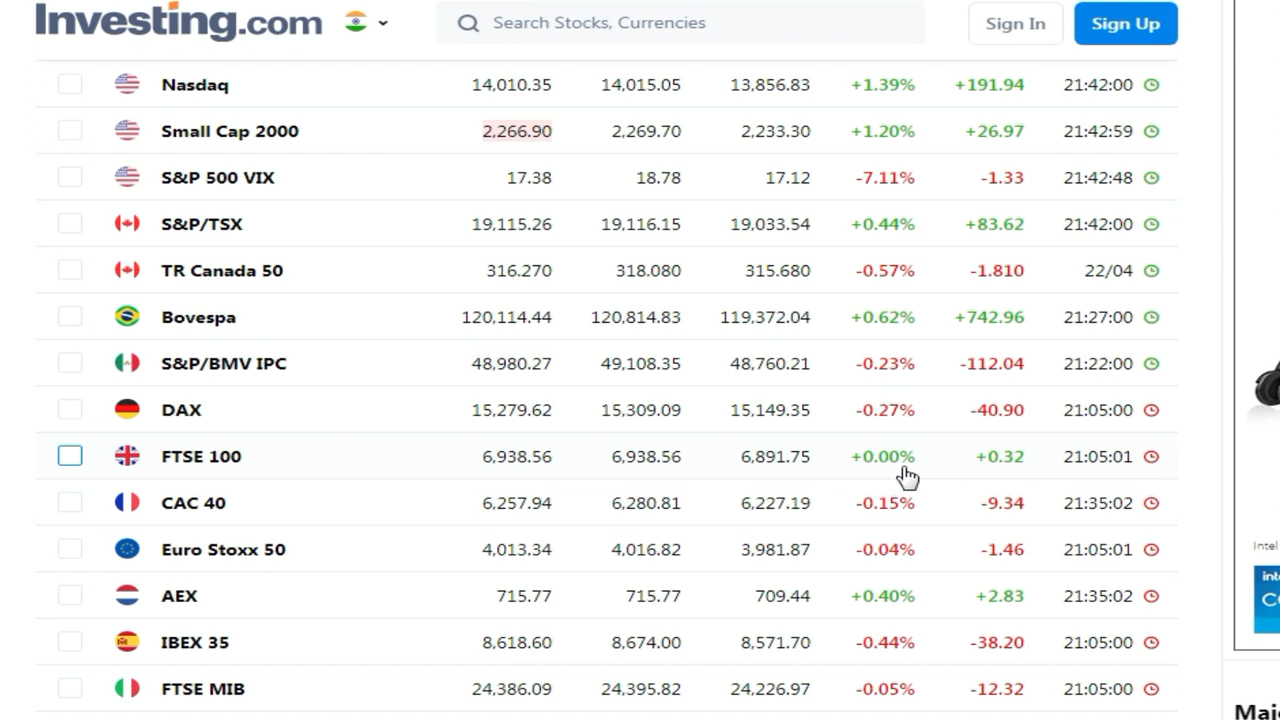 Investing.com Search Stocks, Currencies Sign In Sign Up
Nasdaq 14,010.35 14,015.05 13,856.83 +1.39% +191.94 21:42:00
Small Cap 2000 2,266.90 2,269.70 2,233.30 +1.20% +26.97 21:42:59
S&P 500 VIX 17.38 18.78 17.12 -7.11% -1.33 21:42:48
S&P/TSX 19,115.26 19,116.15 19,033.54 +0.44% +83.62 21:42:00
TR Canada 50 316.270 318.080 315.680 -0.57% -1.810 22/04
Bovespa 120,114.44 120,814.83 119,372.04 +0.62% +742.96 21:27:00
S&P/BMV IPC 48,980.27 49,108.35 48,760.21 -0.23% -112.04 21:22:00
DAX 15,279.62 15,309.09 15,149.35 -0.27% -40.90 21:05:00
FTSE 100 6,938.56 6,938.56 6,891.75 +0.00% +0.32 21:05:01
CAC 40 6,257.94 6,280.81 6,227.19 -0.15% -9.34 21:35:02
Euro Stoxx 50 4,013.34 4,016.82 3,981.87 -0.04% -1.46 21:05:01
Intel
AEX 715.77 715.77 709.44 +0.40% +2.83 21:35:02
IBEX 35 8,618.60 8,674.00 8,571.70 -0.44% -38.20 21:05:00
FTSE MIB 24,386.09 24,395.82 24,226.97 -0.05% -12.32 21:05:00